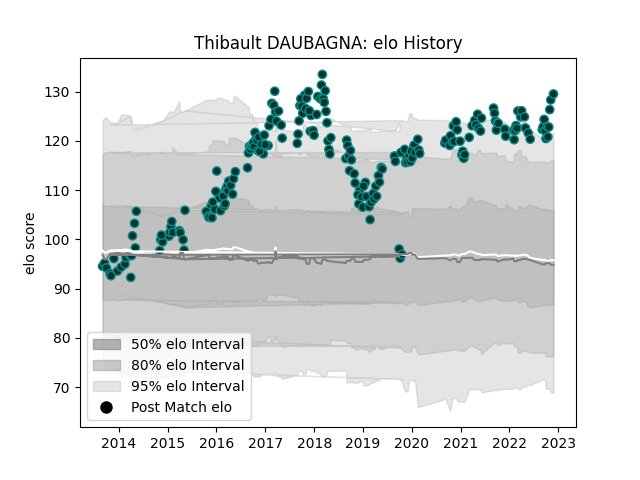 Thibault DAUBAGNA: elo History
elo score
130
120
110
100
90
80
70
50% elo Interval
80% elo Interval
95% elo Interval
Post Match elo
2014 2015 2016 2017 2018 2019 2020 2021 2022 2023